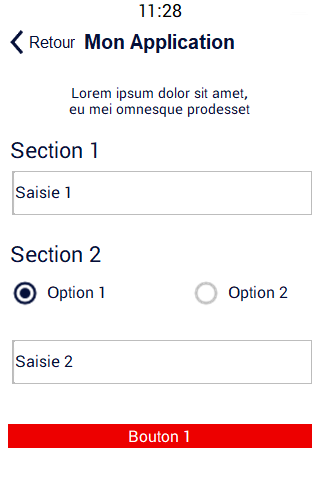 11:28
Retour Mon Application
Lorem ipsum dolor sit amet,
eu mei omnesque prodesset
Section 1
Saisie 1
Section 2
Option 1 Option 2
Saisie 2
Bouton 1